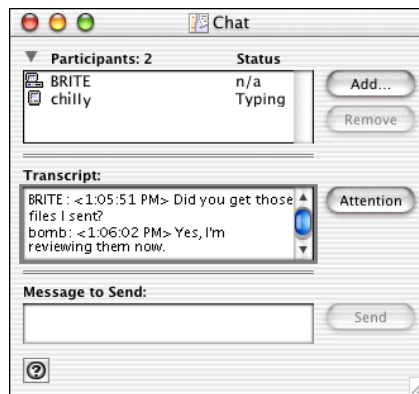 Chat
Participants: 2 Status
BRITE n/a
chilly Typing
Add...
Remove
Transcript:
BRITE: <1:05:51 PM> Did you get those
files I sent?
bomb: <1:06:02 PM> Yes, I'm
reviewing them now.
Attention
Message to Send:
Send
?